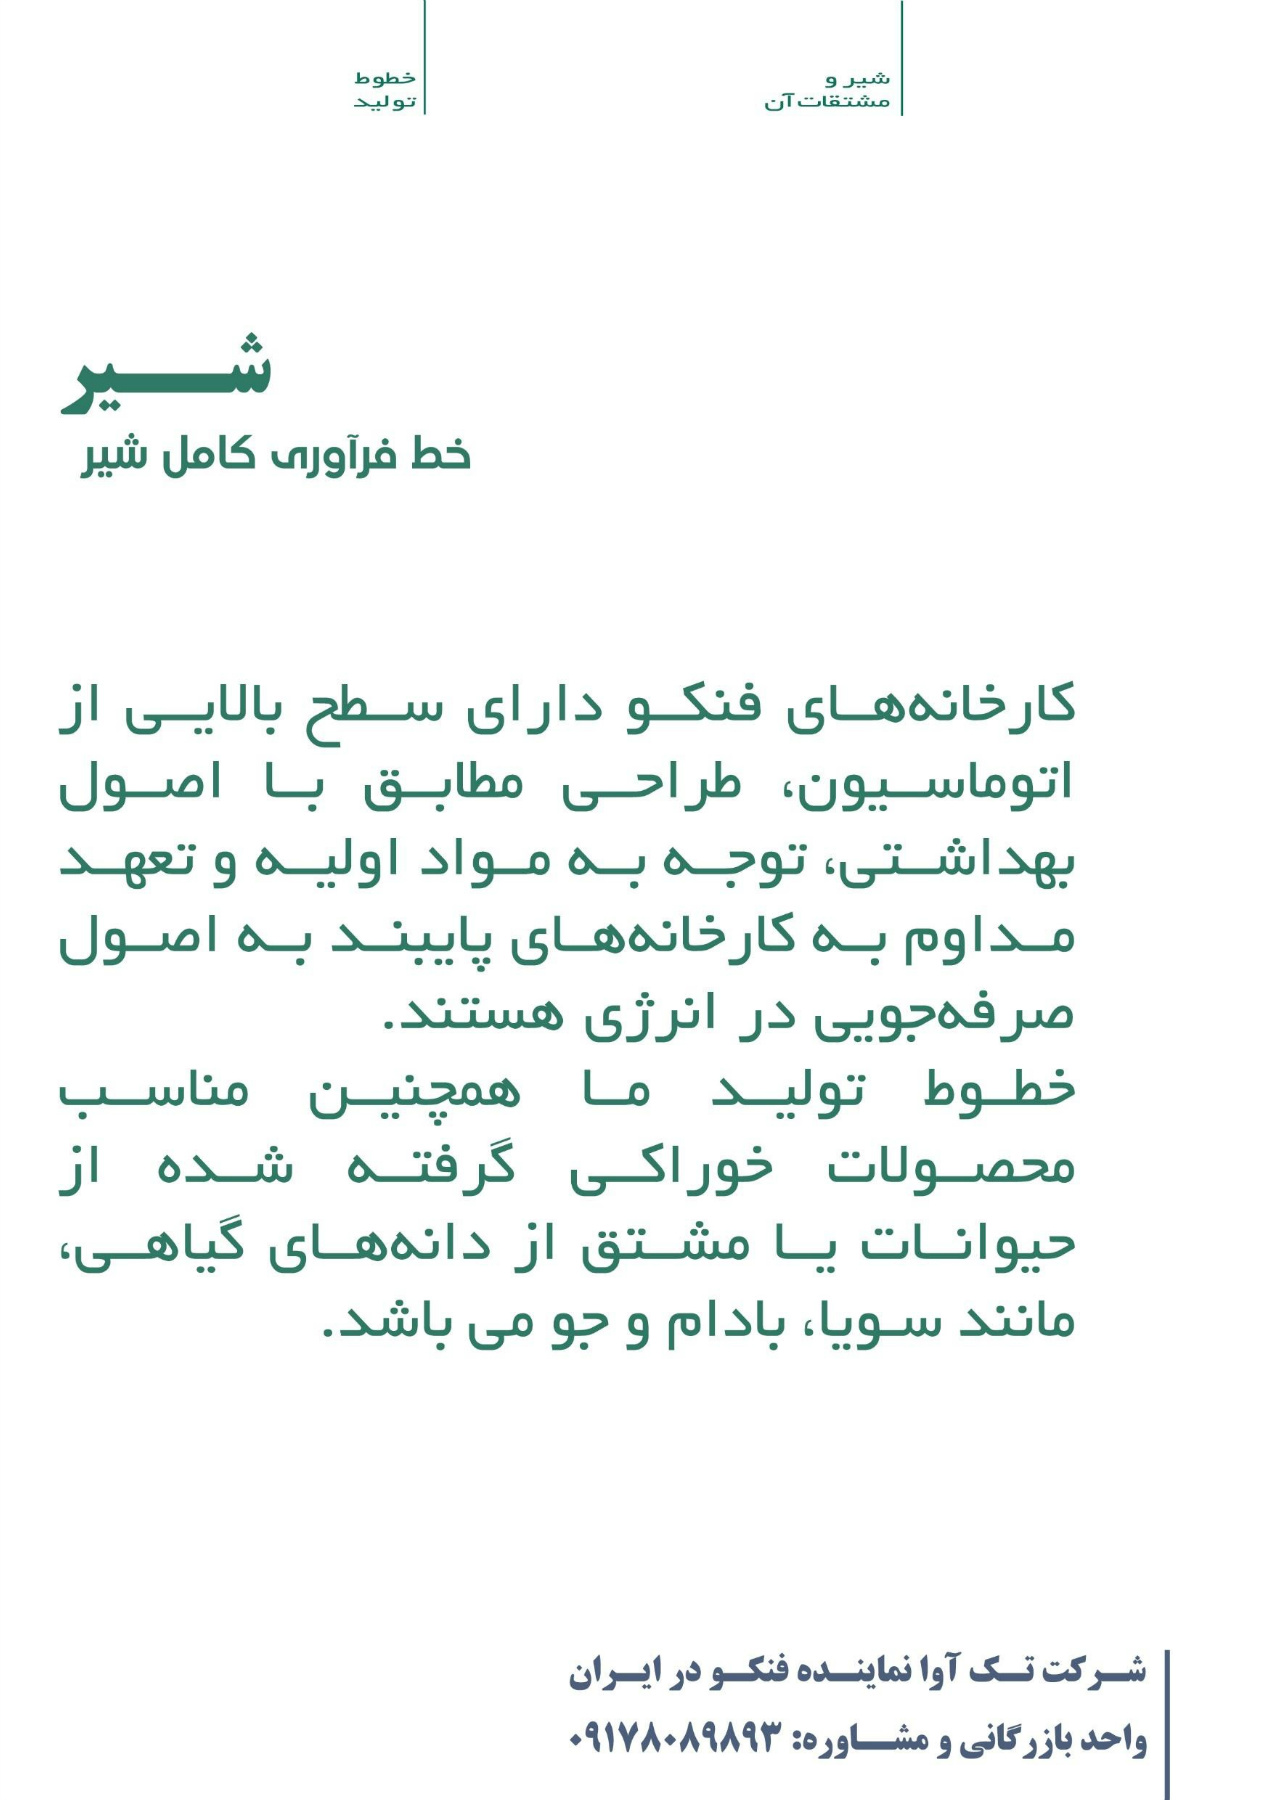 شیر و
مشتقات آن
خطوط
تولید
شیر
خط فرآوری کامل شیر
کارخانه‌های فنکو دارای سطح بالایی از
اتوماسیون، طراحی مطابق با اصول
بهداشتی، توجه به مواد اولیه و تعهد
مداوم به کارخانه‌های پایبند به اصول
صرفه‌جویی در انرژی هستند.
خطوط تولید ما همچنین مناسب
محصولات خوراکی گرفته شده از
حیوانات یا مشتق از دانه‌های گیاهی،
مانند سویا، بادام و جو می باشد.
شرکت تک آوا نماینده فنکو در ایران
واحد بازرگانی و مشاوره: ۰۹۱۷۸۰۸۹۸۹۳